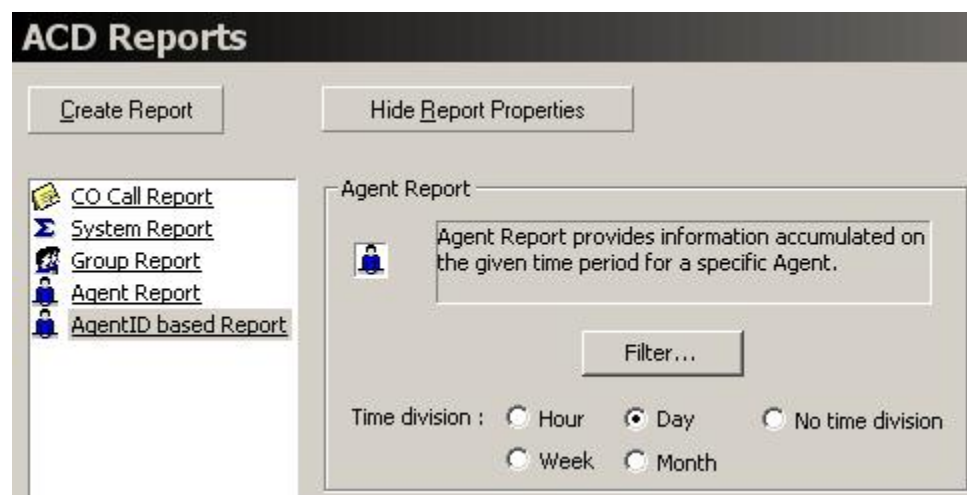 ACD Reports
Create Report
Hide Report Properties
CO Call Report
System Report
Group Report
Agent Report
AgentID based Report
Agent Report
Agent Report provides information accumulated on
the given time period for a specific Agent.
Filter...
Time division : Hour Day No time division
Week Month